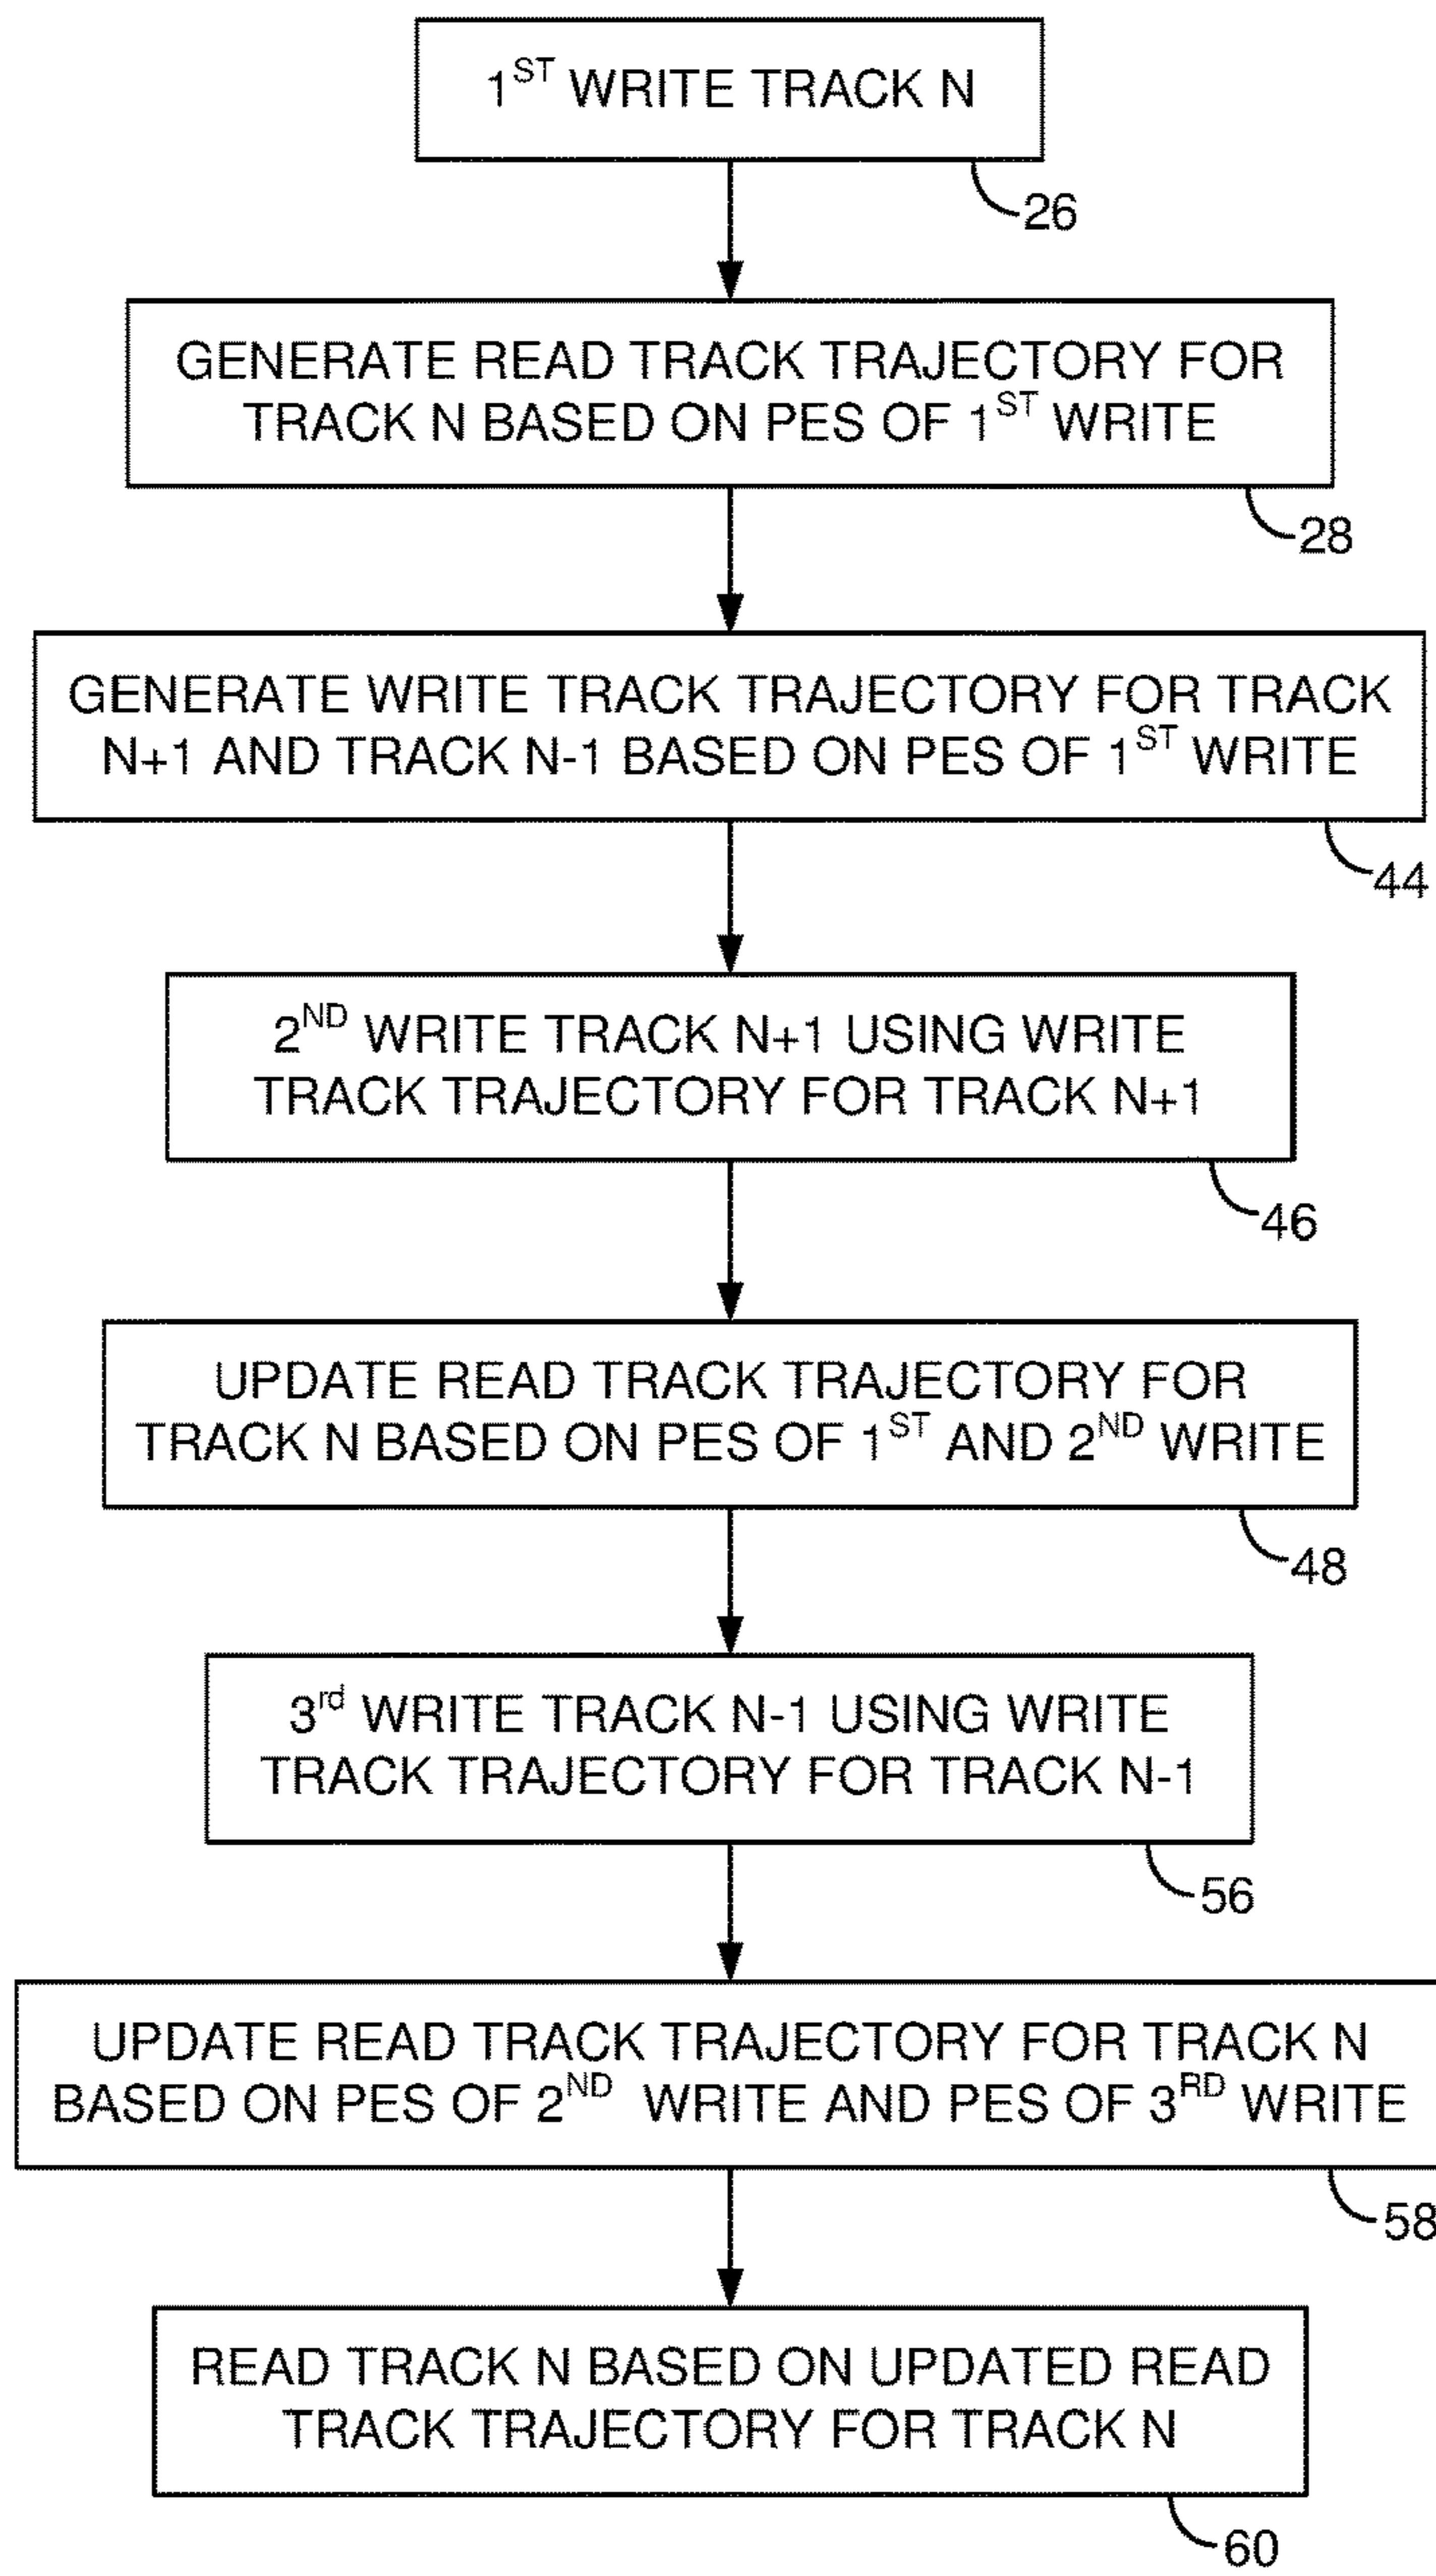 1ST WRITE TRACK N
26
GENERATE READ TRACK TRAJECTORY FOR
TRACK N BASED ON PES OF 1ST WRITE
28
GENERATE WRITE TRACK TRAJECTORY FOR TRACK
N+1 AND TRACK N-1 BASED ON PES OF 1ST WRITE
44
2ND WRITE TRACK N+1 USING WRITE
TRACK TRAJECTORY FOR TRACK N+1
46
UPDATE READ TRACK TRAJECTORY FOR
TRACK N BASED ON PES OF 1ST AND 2ND WRITE
48
3rd WRITE TRACK N-1 USING WRITE
TRACK TRAJECTORY FOR TRACK N-1
56
UPDATE READ TRACK TRAJECTORY FOR TRACK N
BASED ON PES OF 2ND WRITE AND PES OF 3RD WRITE
58
READ TRACK N BASED ON UPDATED READ
TRACK TRAJECTORY FOR TRACK N
60